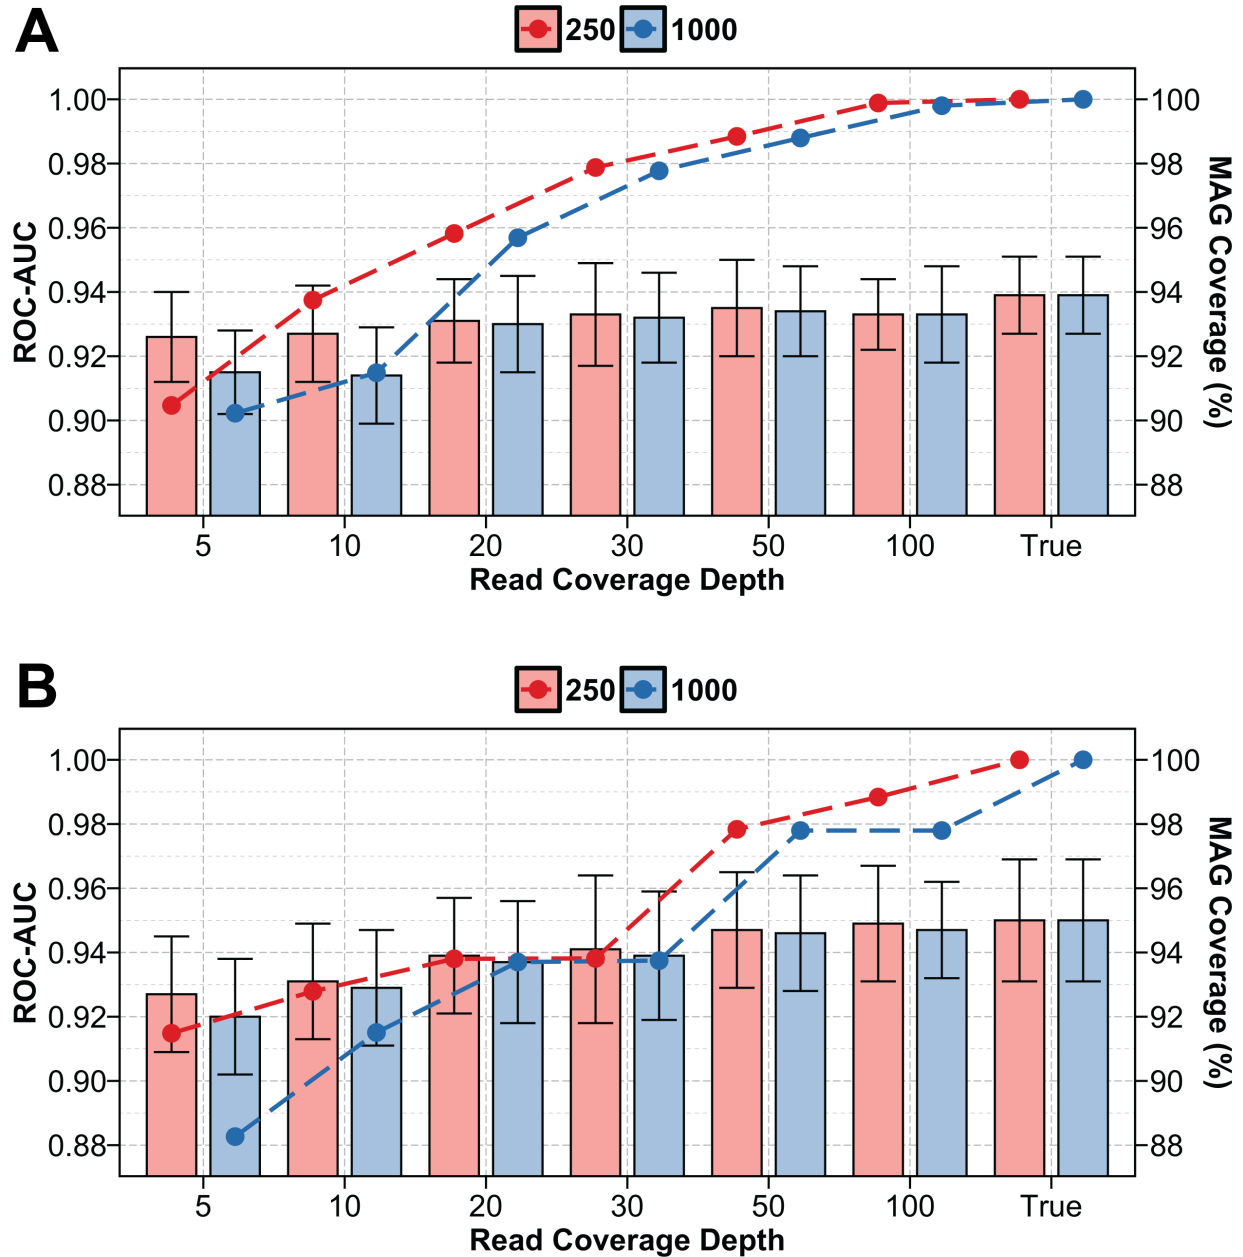 A
250 1000
1.00 100
0.98 98
0.96 96
0.94 94
0.92 92
0.90 90
0.88 88
ROC-AUC
MAG Coverage (%)
5 10 20 30 50 100 True
Read Coverage Depth
B
250 1000
1.00 100
0.98 98
0.96 96
0.94 94
0.92 92
0.90 90
0.88 88
ROC-AUC
MAG Coverage (%)
5 10 20 30 50 100 True
Read Coverage Depth